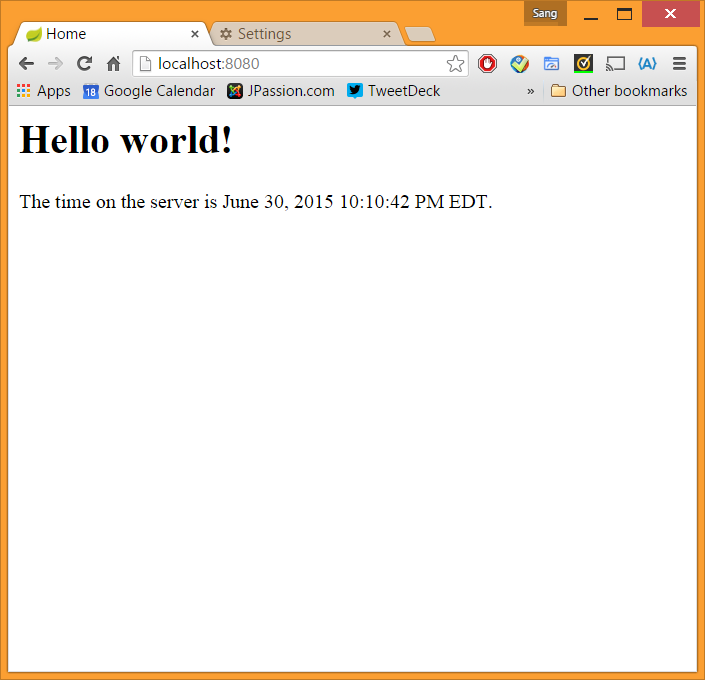 Sang
Home Settings
localhost:8080
Apps 18 Google Calendar JPassion.com TweetDeck » Other bookmarks
Hello world!
The time on the server is June 30, 2015 10:10:42 PM EDT.